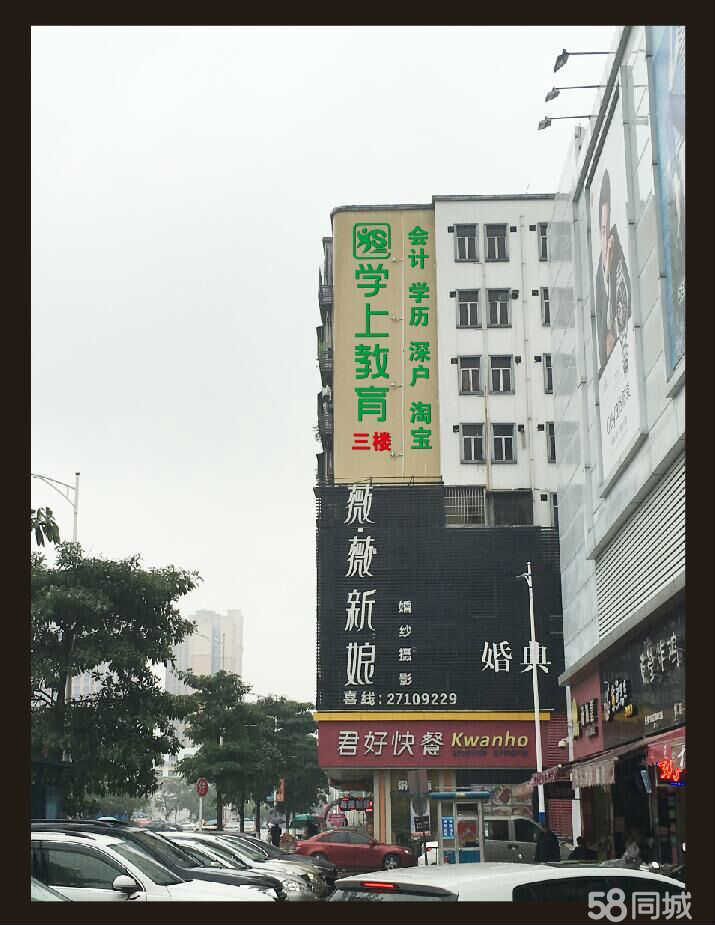 学上教育
三楼
会计 学历 深户 淘宝
薇·薇新娘
婚纱摄影
婚典
喜线:27109229
君好快餐 Kwanho
58同城